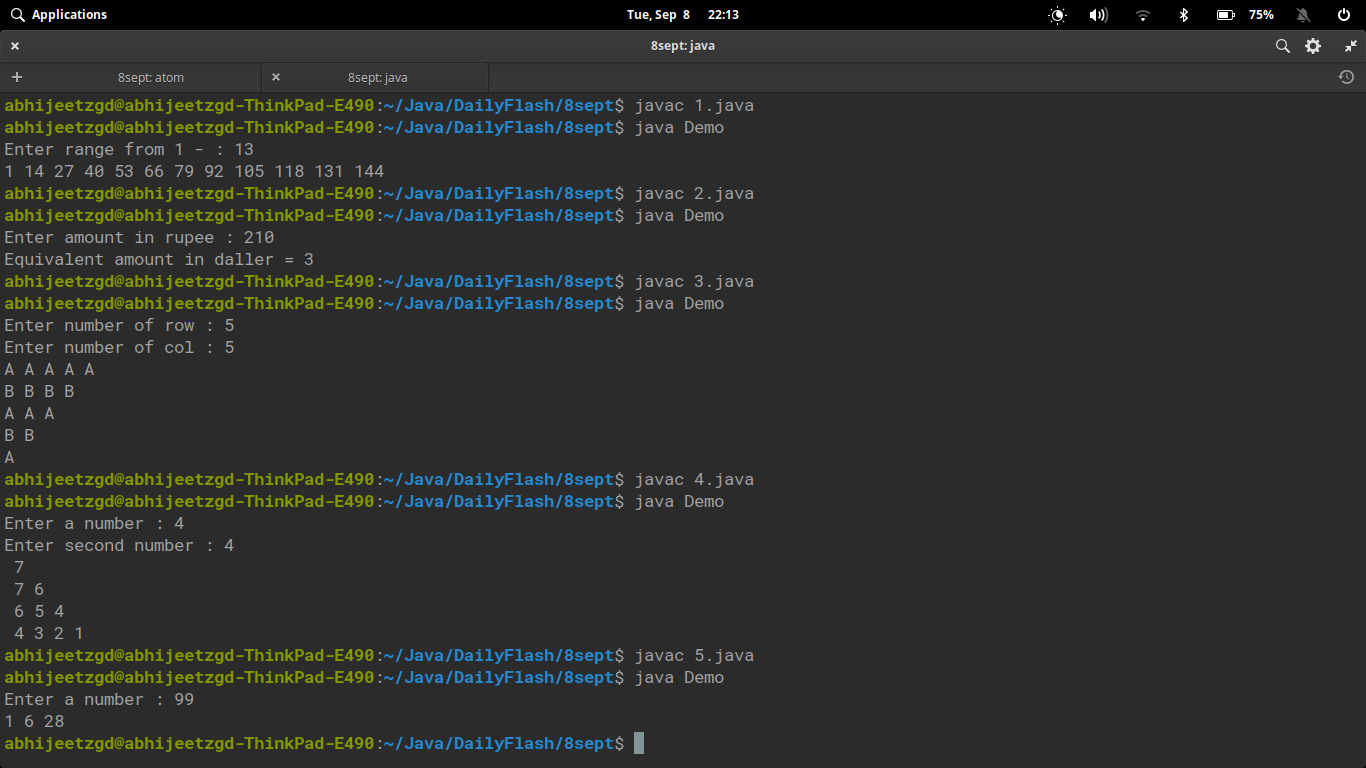 Applications
Tue, Sep 8 22:13
75%
8sept: java
8sept: atom
8sept: java
abhijeetzgd@abhijeetzgd-ThinkPad-E490:~/Java/DailyFlash/8sept$ javac 1.java
abhijeetzgd@abhijeetzgd-ThinkPad-E490:~/Java/DailyFlash/8sept$ java Demo
Enter range from 1 - : 13
1 14 27 40 53 66 79 92 105 118 131 144
abhijeetzgd@abhijeetzgd-ThinkPad-E490:~/Java/DailyFlash/8sept$ javac 2.java
abhijeetzgd@abhijeetzgd-ThinkPad-E490:~/Java/DailyFlash/8sept$ java Demo
Enter amount in rupee : 210
Equivalent amount in daller = 3
abhijeetzgd@abhijeetzgd-ThinkPad-E490:~/Java/DailyFlash/8sept$ javac 3.java
abhijeetzgd@abhijeetzgd-ThinkPad-E490:~/Java/DailyFlash/8sept$ java Demo
Enter number of row : 5
Enter number of col : 5
A A A A A
B B B B
A A A
B B
A
abhijeetzgd@abhijeetzgd-ThinkPad-E490:~/Java/DailyFlash/8sept$ javac 4.java
abhijeetzgd@abhijeetzgd-ThinkPad-E490:~/Java/DailyFlash/8sept$ java Demo
Enter a number : 4
Enter second number : 4
7
7 6
6 5 4
4 3 2 1
abhijeetzgd@abhijeetzgd-ThinkPad-E490:~/Java/DailyFlash/8sept$ javac 5.java
abhijeetzgd@abhijeetzgd-ThinkPad-E490:~/Java/DailyFlash/8sept$ java Demo
Enter a number : 99
1 6 28
abhijeetzgd@abhijeetzgd-ThinkPad-E490:~/Java/DailyFlash/8sept$